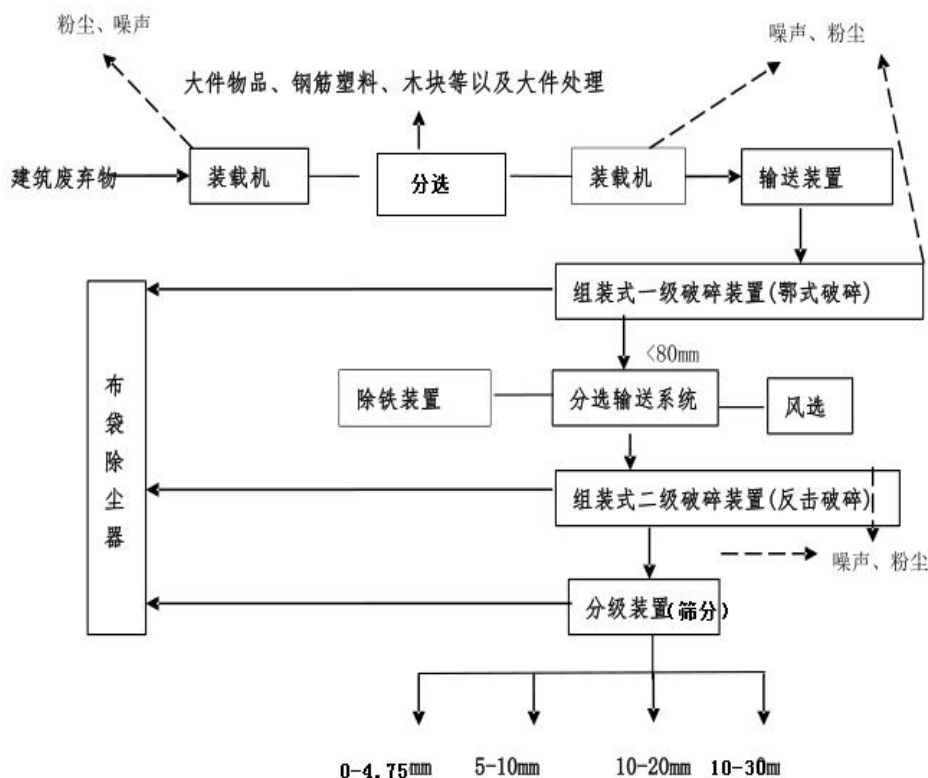 粉尘、噪声
噪声、粉尘
大件物品、钢筋塑料、木块等以及大件处理
建筑废弃物
装载机
分选
装载机
输送装置
组装式一级破碎装置(鄂式破碎)
<80mm
布袋除尘器
除铁装置
分选输送系统
风选
组装式二级破碎装置(反击破碎)
噪声、粉尘
分级装置(筛分)
0-4.75mm
5-10mm
10-20mm
10-30m